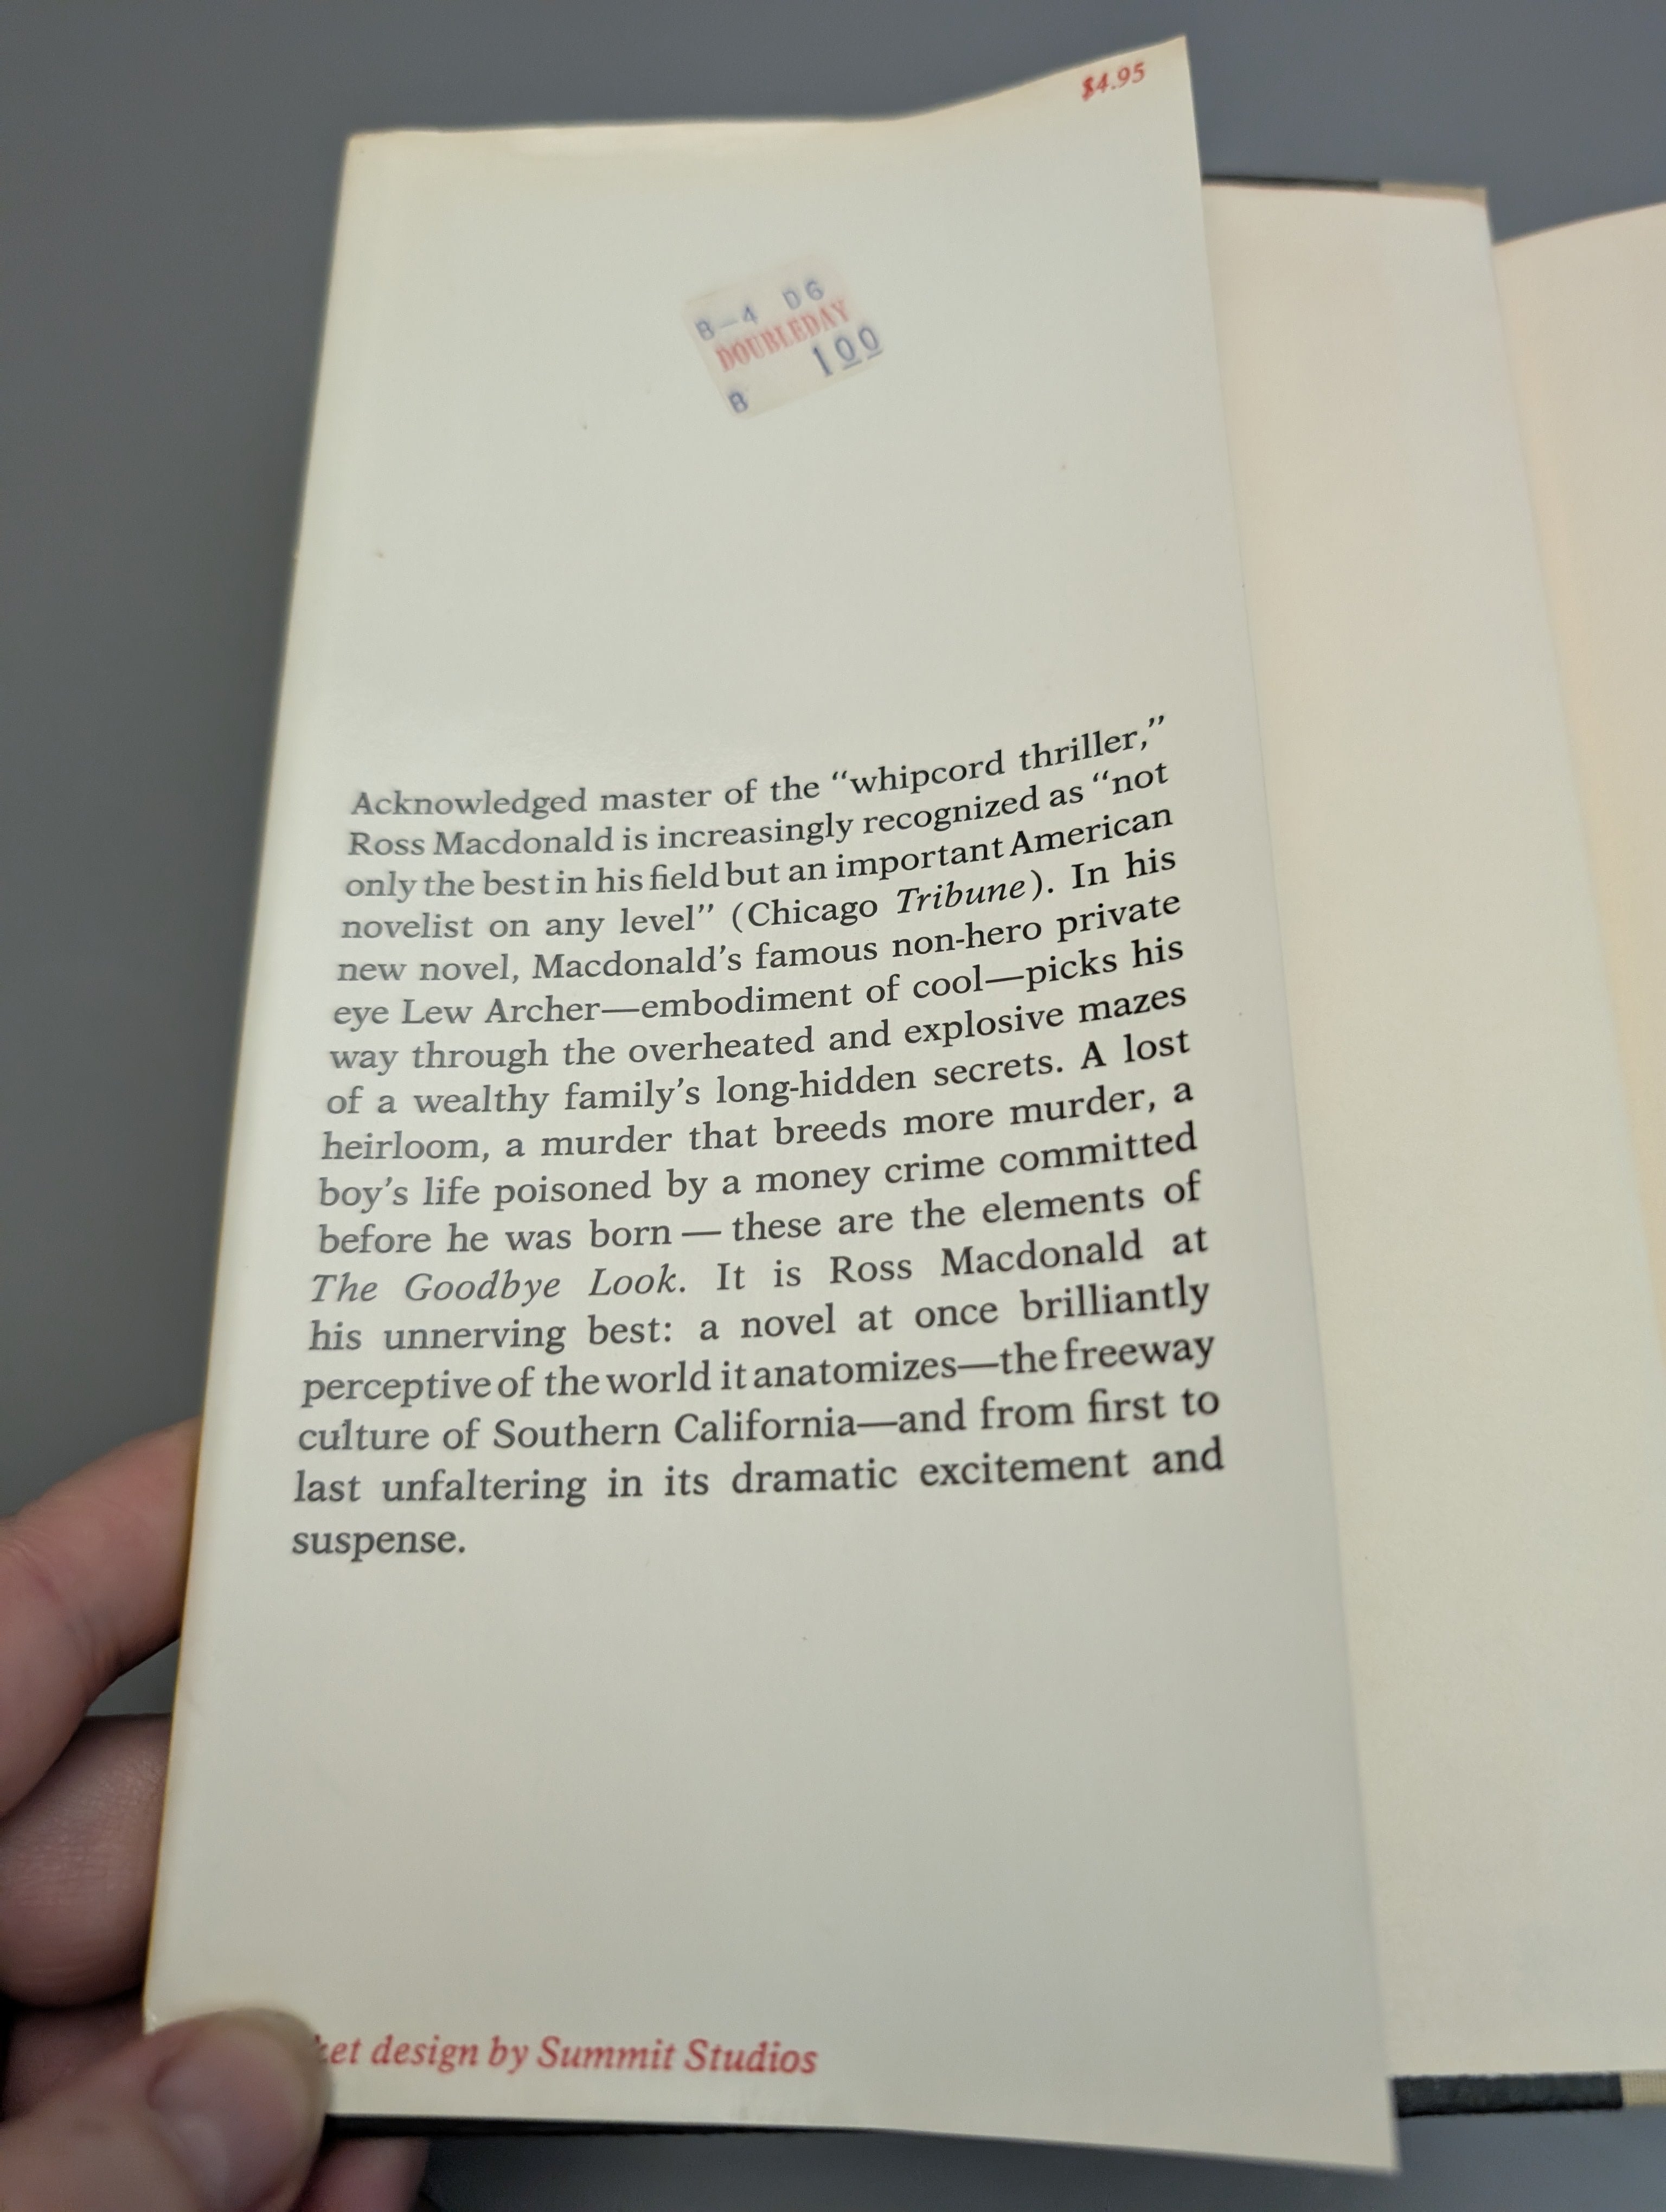 $4.95
8-4 D6
DOUBLEDAY
100
B
Acknowledged master of the “whipcord thriller,”
Ross Macdonald is increasingly recognized as “not
only the best in his field but an important American
novelist on any level” (Chicago Tribune). In his
new novel, Macdonald’s famous non-hero private
eye Lew Archer—embodiment of cool—picks his
way through the overheated and explosive mazes
of a wealthy family’s long-hidden secrets. A lost
heirloom, a murder that breeds more murder, a
boy’s life poisoned by a money crime committed
before he was born — these are the elements of
The Goodbye Look. It is Ross Macdonald at
his unnerving best: a novel at once brilliantly
perceptive of the world it anatomizes—the freeway
culture of Southern California—and from first to
last unfaltering in its dramatic excitement and
suspense.
design by Summit Studios